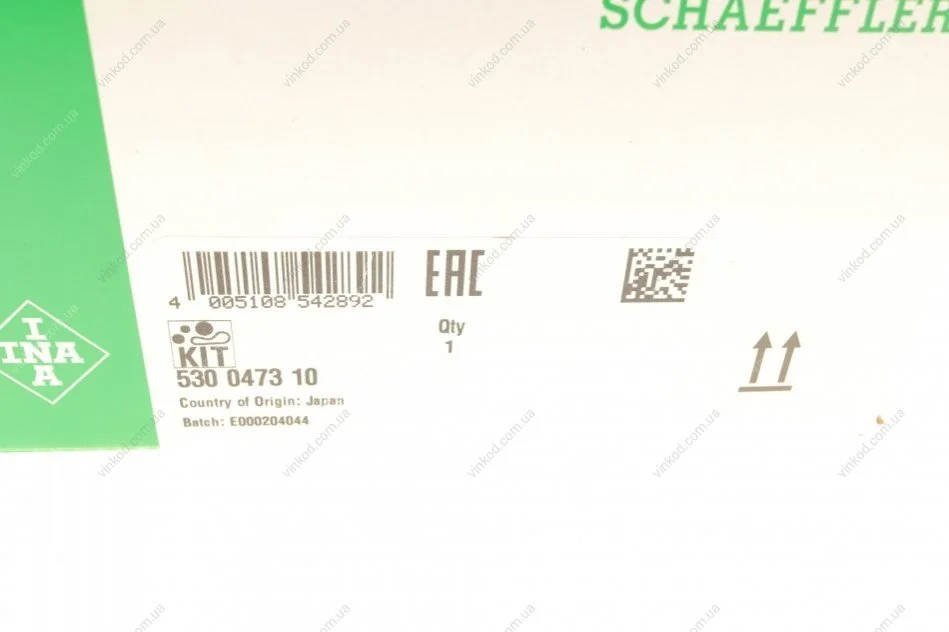 SCHAEFFLER
4 005108 542892
EAC
Qty
1
KIT
530 0473 10
Country of Origin: Japan
Batch: E000204044
I
INA
A
vinkod.com.ua